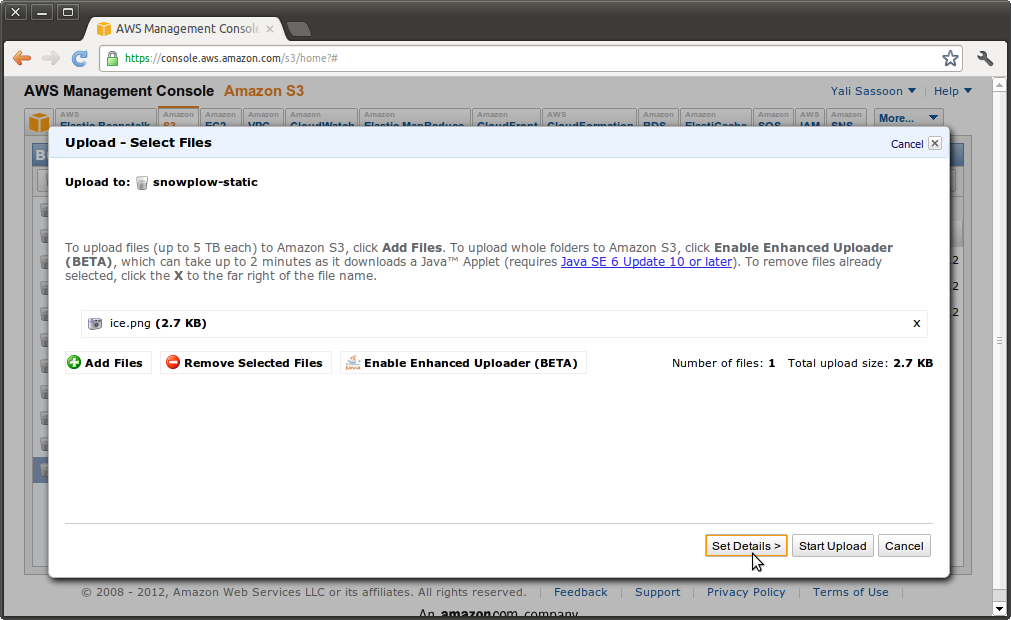 AWS Management Console
https://console.aws.amazon.com/s3/home?#
AWS Management Console Amazon S3 Yali Sassoon Help
AWS Amazon Amazon Amazon Amazon Amazon Amazon AWS Amazon Amazon Amazon AWS Amazon
Elastic Beanstalk S3 EC2 VPC CloudWatch Elastic MapReduce CloudFront CloudFormation RDS ElastiCache SQS IAM SNS More...
B
Upload - Select Files Cancel
Upload to: snowplow-static
To upload files (up to 5 TB each) to Amazon S3, click Add Files. To upload whole folders to Amazon S3, click Enable Enhanced Uploader
(BETA), which can take up to 2 minutes as it downloads a Java™ Applet (requires Java SE 6 Update 10 or later). To remove files already
selected, click the X to the far right of the file name.
ice.png (2.7 KB) x
Add Files Remove Selected Files Java Enable Enhanced Uploader (BETA) Number of files: 1 Total upload size: 2.7 KB
Set Details > Start Upload Cancel
© 2008 - 2012, Amazon Web Services LLC or its affiliates. All rights reserved. Feedback Support Privacy Policy Terms of Use
An amazon.com company